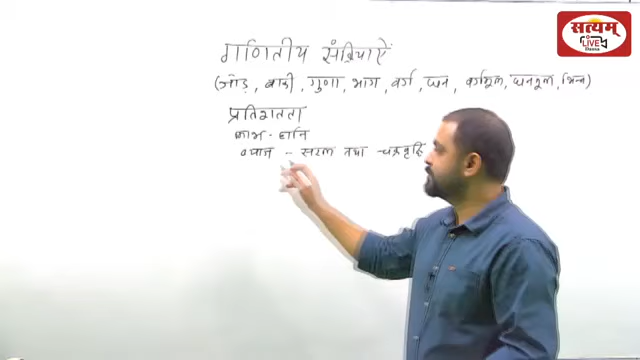 सत्यम्
LIVE
गणितीय संक्रियाऐं
(जोड़, बाकी, गुणा, भाग, वर्ग, घन, वर्गमूल, घनमूल, भिन्न)
प्रतिशतता
लाभ - हानि
ब्याज - सरल तथा - चक्रवृद्धि